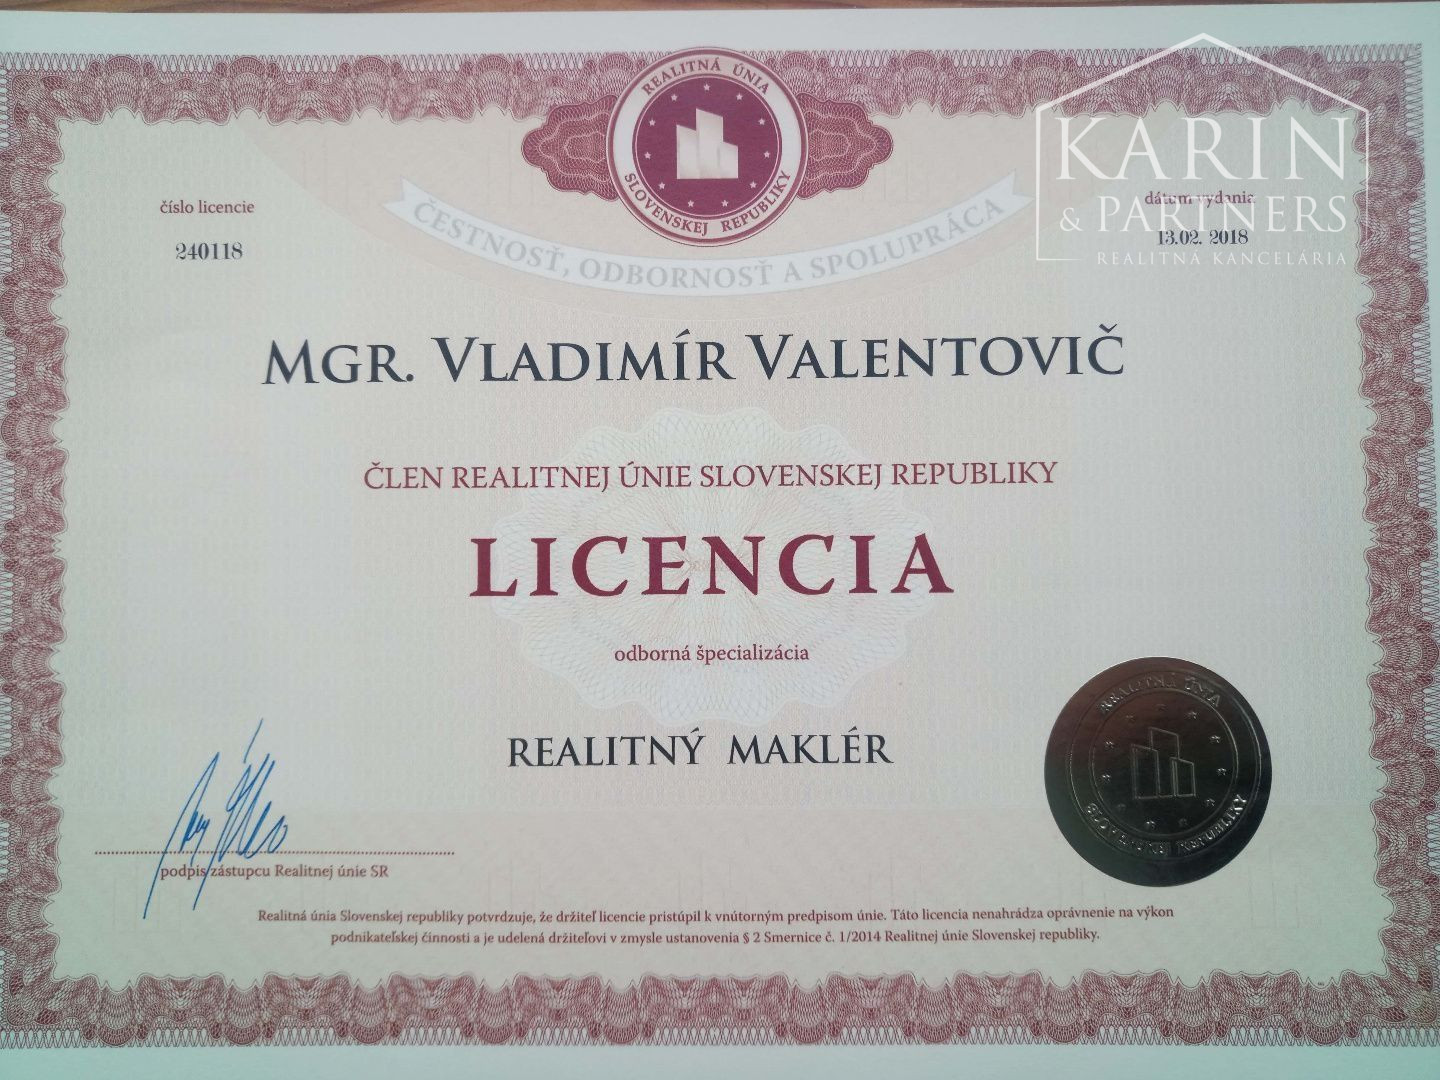 REALITNÁ ÚNIA
SLOVENSKEJ REPUBLIKY
KARIN
& PARTNERS
REALITNÁ KANCELÁRIA
číslo licencie
240118
dátum vydania
13.02. 2018
ČESTNOSŤ, ODBORNOSŤ A SPOLUPRÁCA
MGR. VLADIMÍR VALENTOVIČ
ČLEN REALITNEJ ÚNIE SLOVENSKEJ REPUBLIKY
LICENCIA
odborná špecializácia
REALITNÝ MAKLÉR
REALITNÁ ÚNIA
SLOVENSKEJ REPUBLIKY
podpis zástupcu Realitnej únie SR
Realitná únia Slovenskej republiky potvrdzuje, že držiteľ licencie pristúpil k vnútorným predpisom únie. Táto licencia nenahrádza oprávnenie na výkon
podnikateľskej činnosti a je udelená držiteľovi v zmysle ustanovenia § 2 Smernice č. 1/2014 Realitnej únie Slovenskej republiky.